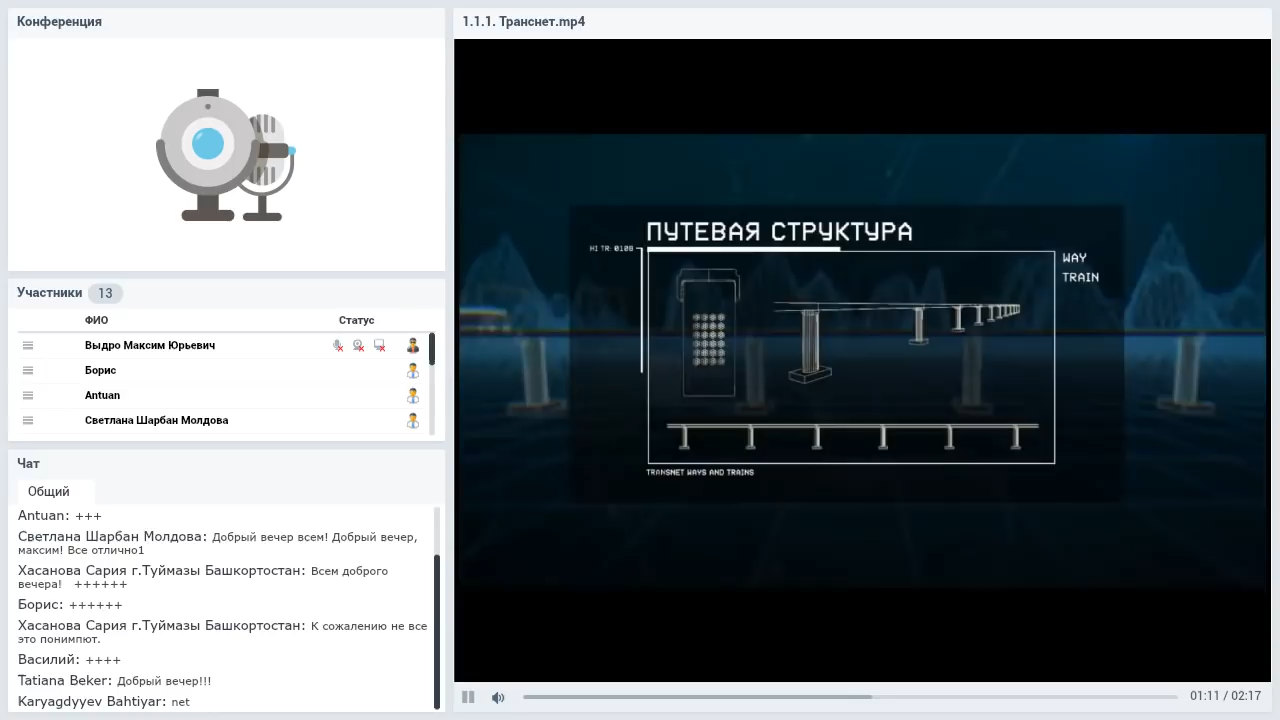 Конференция
Участники 13
ФИО Статус
Выдро Максим Юрьевич
Борис
Antuan
Светлана Шарбан Молдова
Чат
Общий
Antuan: +++
Светлана Шарбан Молдова: Добрый вечер всем! Добрый вечер,
максим! Все отлично1
Хасанова Сария г.Туймазы Башкортостан: Всем доброго
вечера! ++++++
Борис: ++++++
Хасанова Сария г.Туймазы Башкортостан: К сожалению не все
это понимпют.
Василий: ++++
Tatiana Beker: Добрый вечер!!!
Karyagdyyev Bahtiyar: net
1.1.1. Транснет.mp4
ПУТЕВАЯ СТРУКТУРА
HI TR: 0108
WAY
TRAIN
TRANSNET WAYS AND TRAINS
01:11 / 02:17